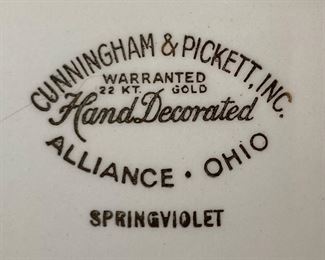 CUNNINGHAM & PICKETT, INC.
WARRANTED
22 KT. GOLD
Hand Decorated
ALLIANCE • OHIO
SPRINGVIOLET